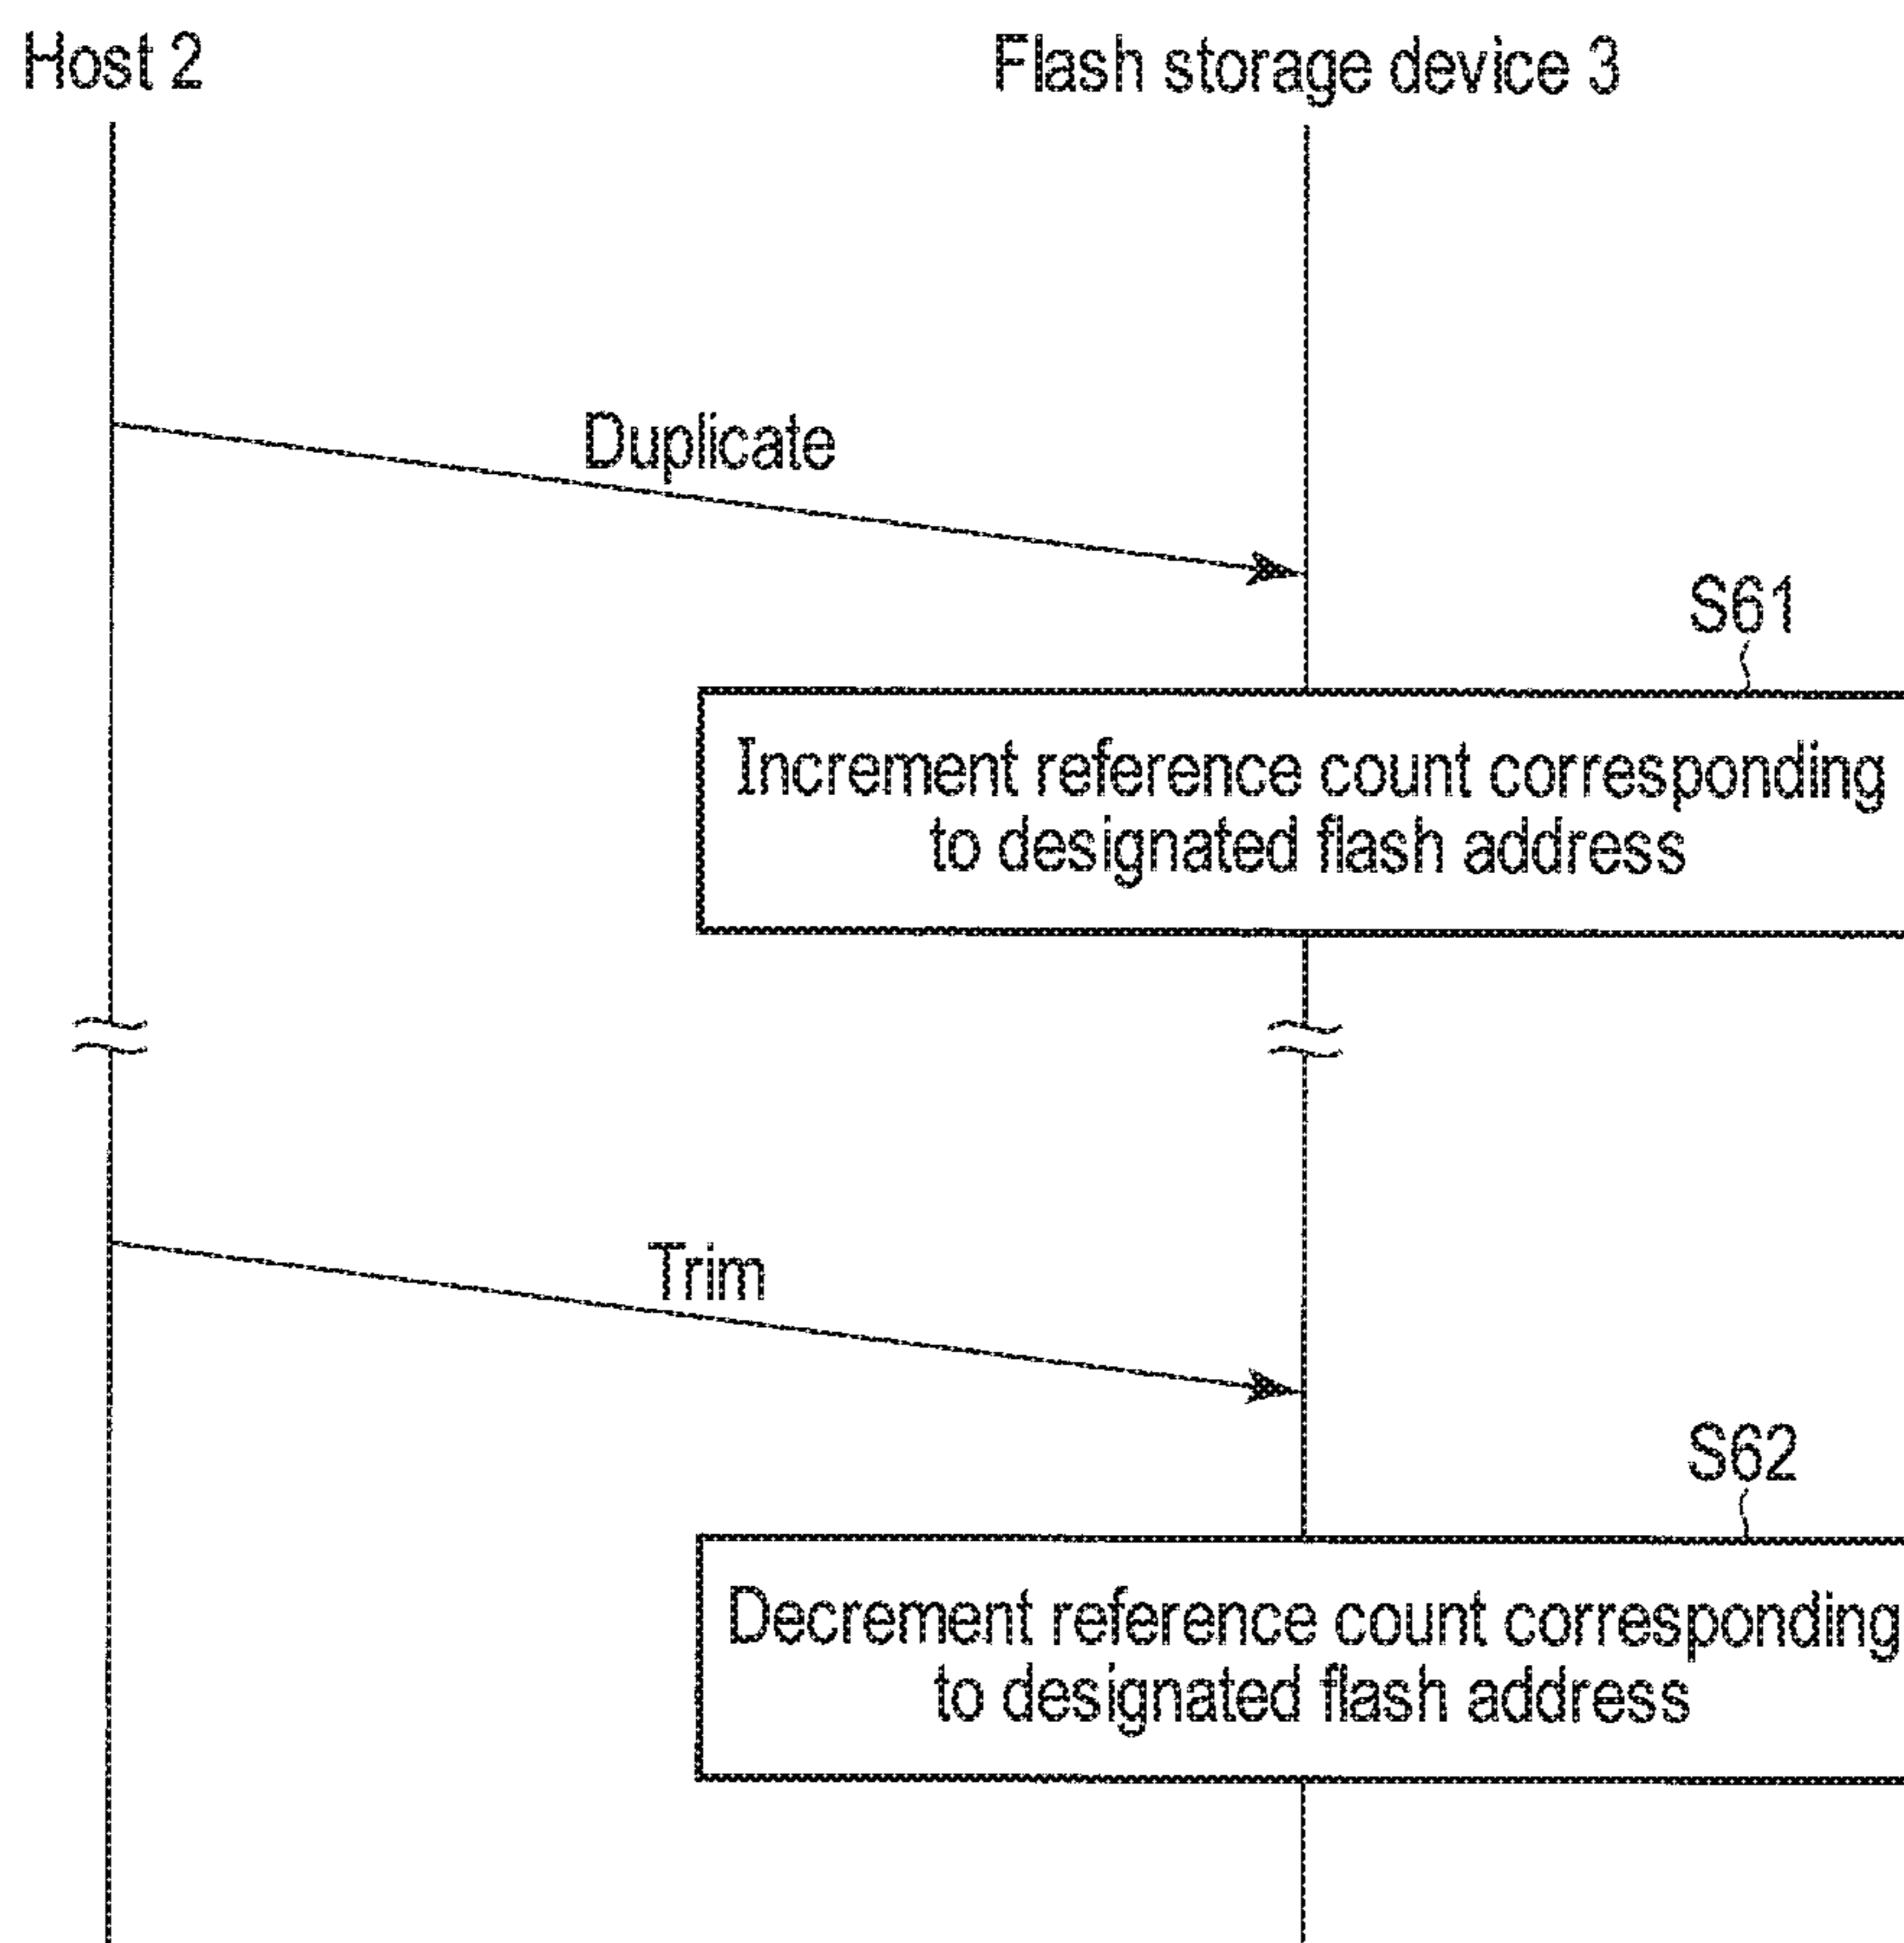 Host 2
Flash storage device 3
Duplicate
S61
Increment reference count corresponding
to designated flash address
Trim
S62
Decrement reference count corresponding
to designated flash address